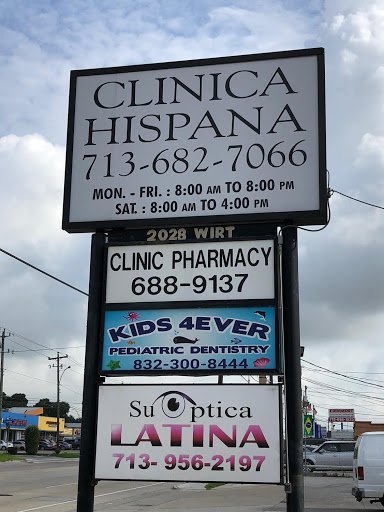 CLINICA
HISPANA
713-682-7066
MON. - FRI. : 8:00 AM TO 8:00 PM
SAT. : 8:00 AM TO 4:00 PM
2028 WIRT
CLINIC PHARMACY
688-9137
KIDS 4EVER
PEDIATRIC DENTISTRY
832-300-8444
Su Optica
LATINA
713- 956-2197